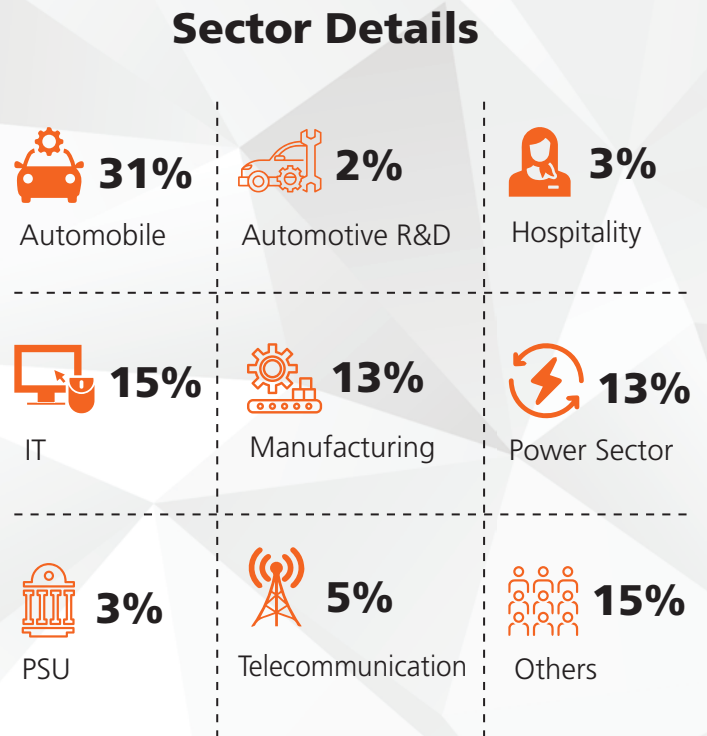 Sector Details
31%
Automobile
2%
Automotive R&D
3%
Hospitality
15%
IT
13%
Manufacturing
13%
Power Sector
3%
PSU
5%
Telecommunication
15%
Others